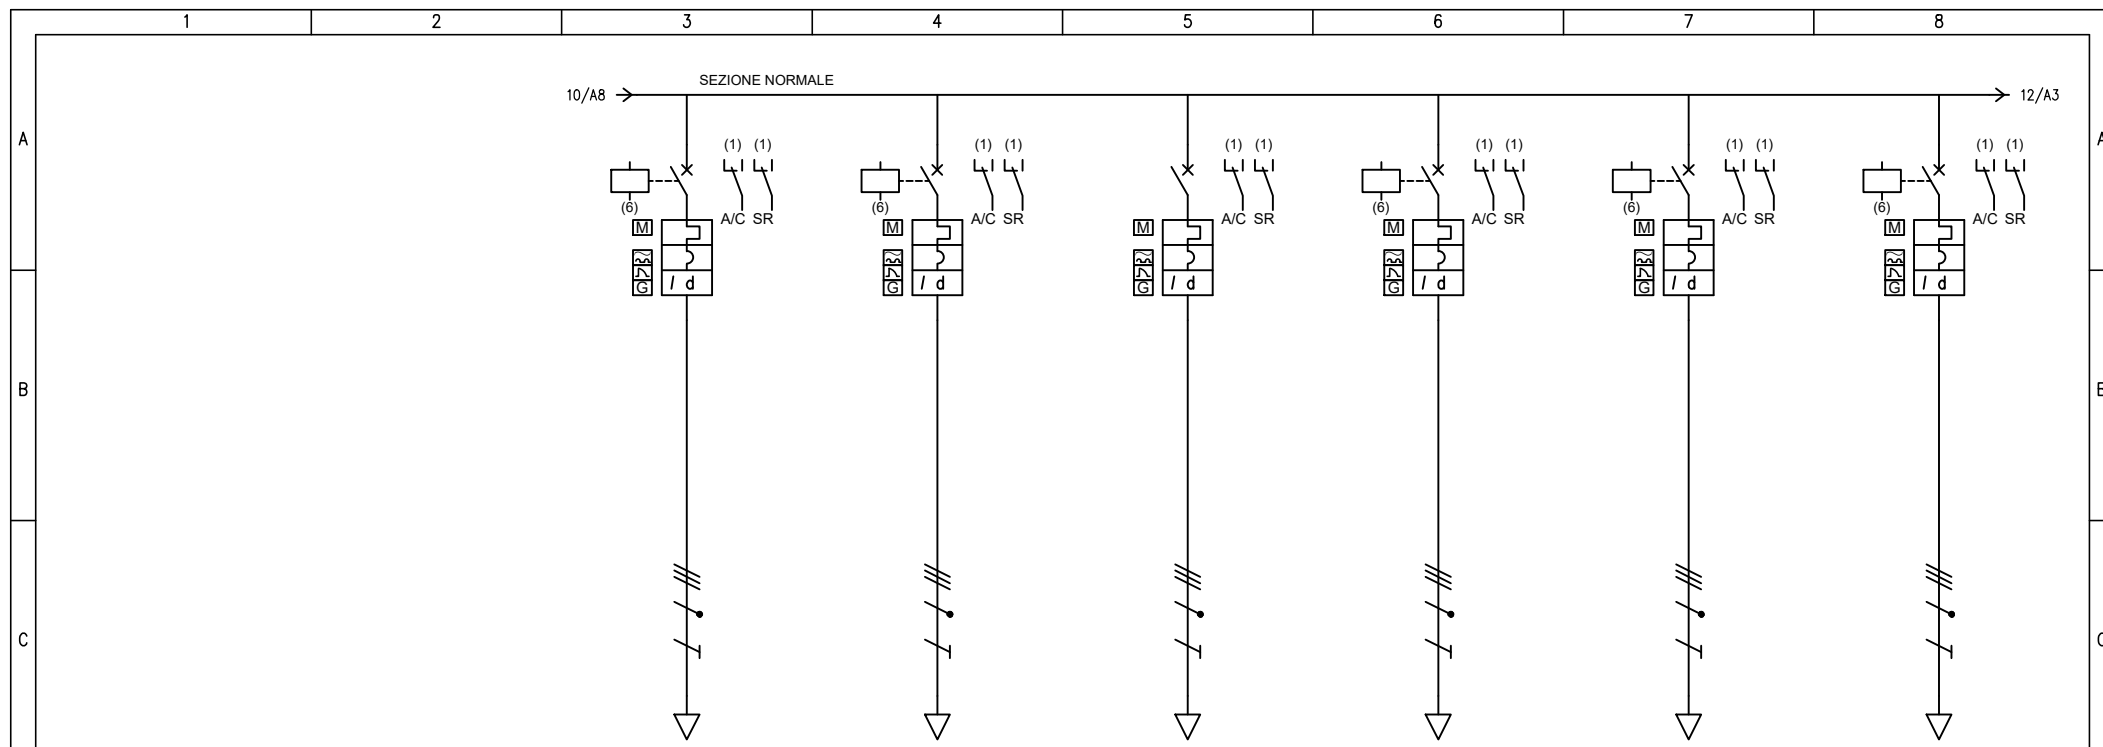 1 2 3 4 5 6 7 8
SEZIONE NORMALE
10/A8 12/A3
A A
(1) (1) (1) (1) (1) (1) (1) (1) (1) (1) (1) (1)
(6) (6) (6) (6) (6)
A/C SR A/C SR A/C SR A/C SR A/C SR A/C SR
M M M M M M
I d I d I d I d I d I d
G G G G G G
B
C